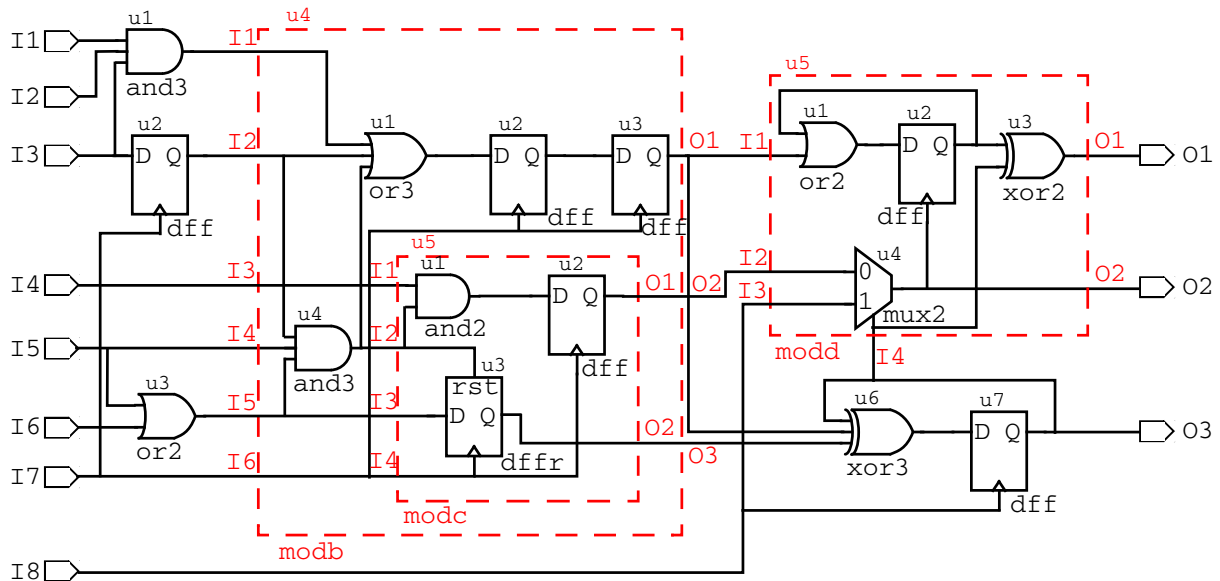 u1
u4
I1
I1
and3
I2
u5
u2
u1
u2
u3
u1
u2
u3
I3
D Q
I2
D Q
D Q
O1
I1
D Q
O1
O1
or3
or2
xor2
dff
dff
dff
dff
u5
u4
I4
I3
I1
u1
u2
O1
O2
I2
0
O2
O2
D Q
I3
1
and2
mux2
u4
I5
I4
I2
u3
dff
modd
I4
and3
rst
u3
u6
u7
I6
I5
I3
D Q
O2
D Q
O3
or2
O3
I7
I6
I4
dffr
xor3
dff
modc
modb
I8